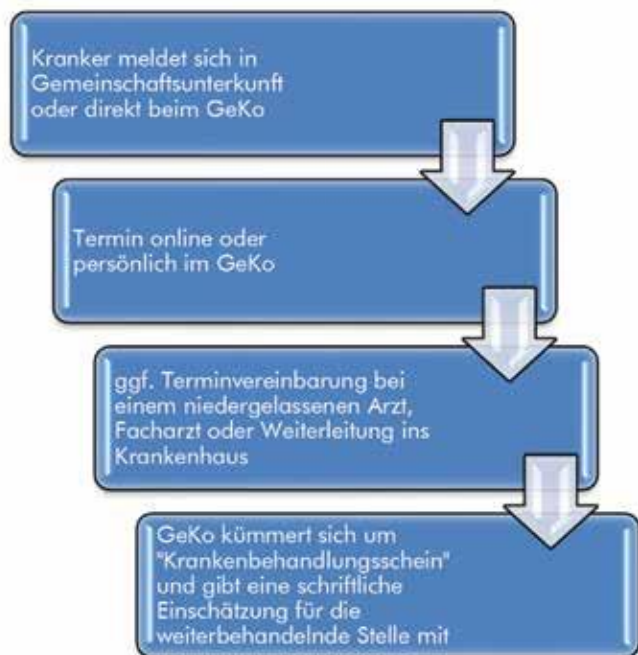 Kranker meldet sich in
Gemeinschaftsunterkunft
oder direkt beim GeKo
Termin online oder
persönlich im GeKo
ggf. Terminvereinbarung bei
einem niedergelassenen Arzt,
Facharzt oder Weiterleitung ins
Krankenhaus
GeKo kümmert sich um
"Krankenbehandlungsschein"
und gibt eine schriftliche
Einschätzung für die
weiterbehandelnde Stelle mit